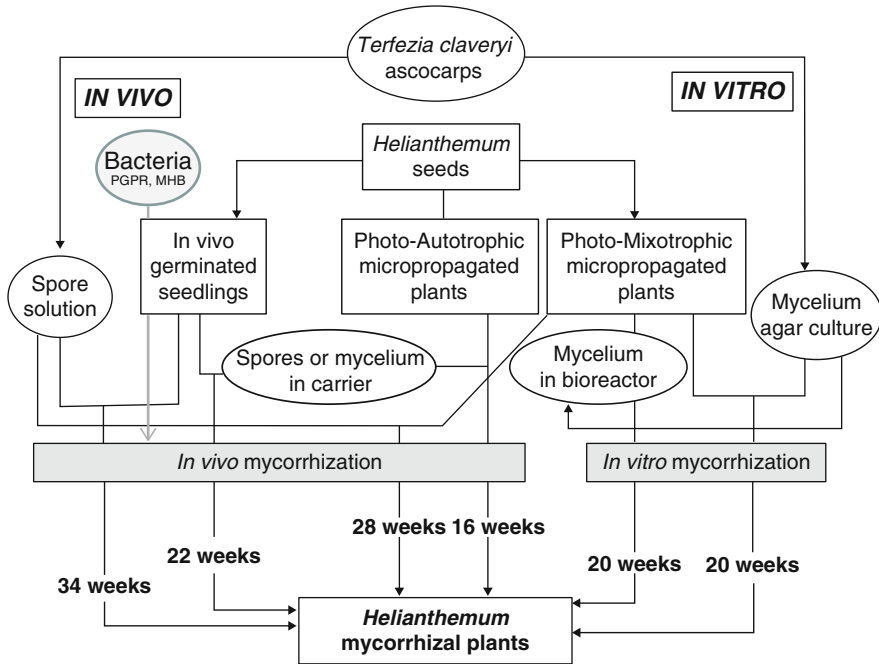 Terfezia claveryi
ascocarps
IN VIVO
IN VITRO
Bacteria
PGPR, MHB
Helianthemum
seeds
In vivo
germinated
seedlings
Photo-Autotrophic
micropropagated
plants
Photo-Mixotrophic
micropropagated
plants
Spore
solution
Mycelium
agar culture
Spores or mycelium
in carrier
Mycelium
in bioreactor
In vivo mycorrhization
In vitro mycorrhization
28 weeks
16 weeks
22 weeks
20 weeks
20 weeks
34 weeks
Helianthemum
mycorrhizal plants